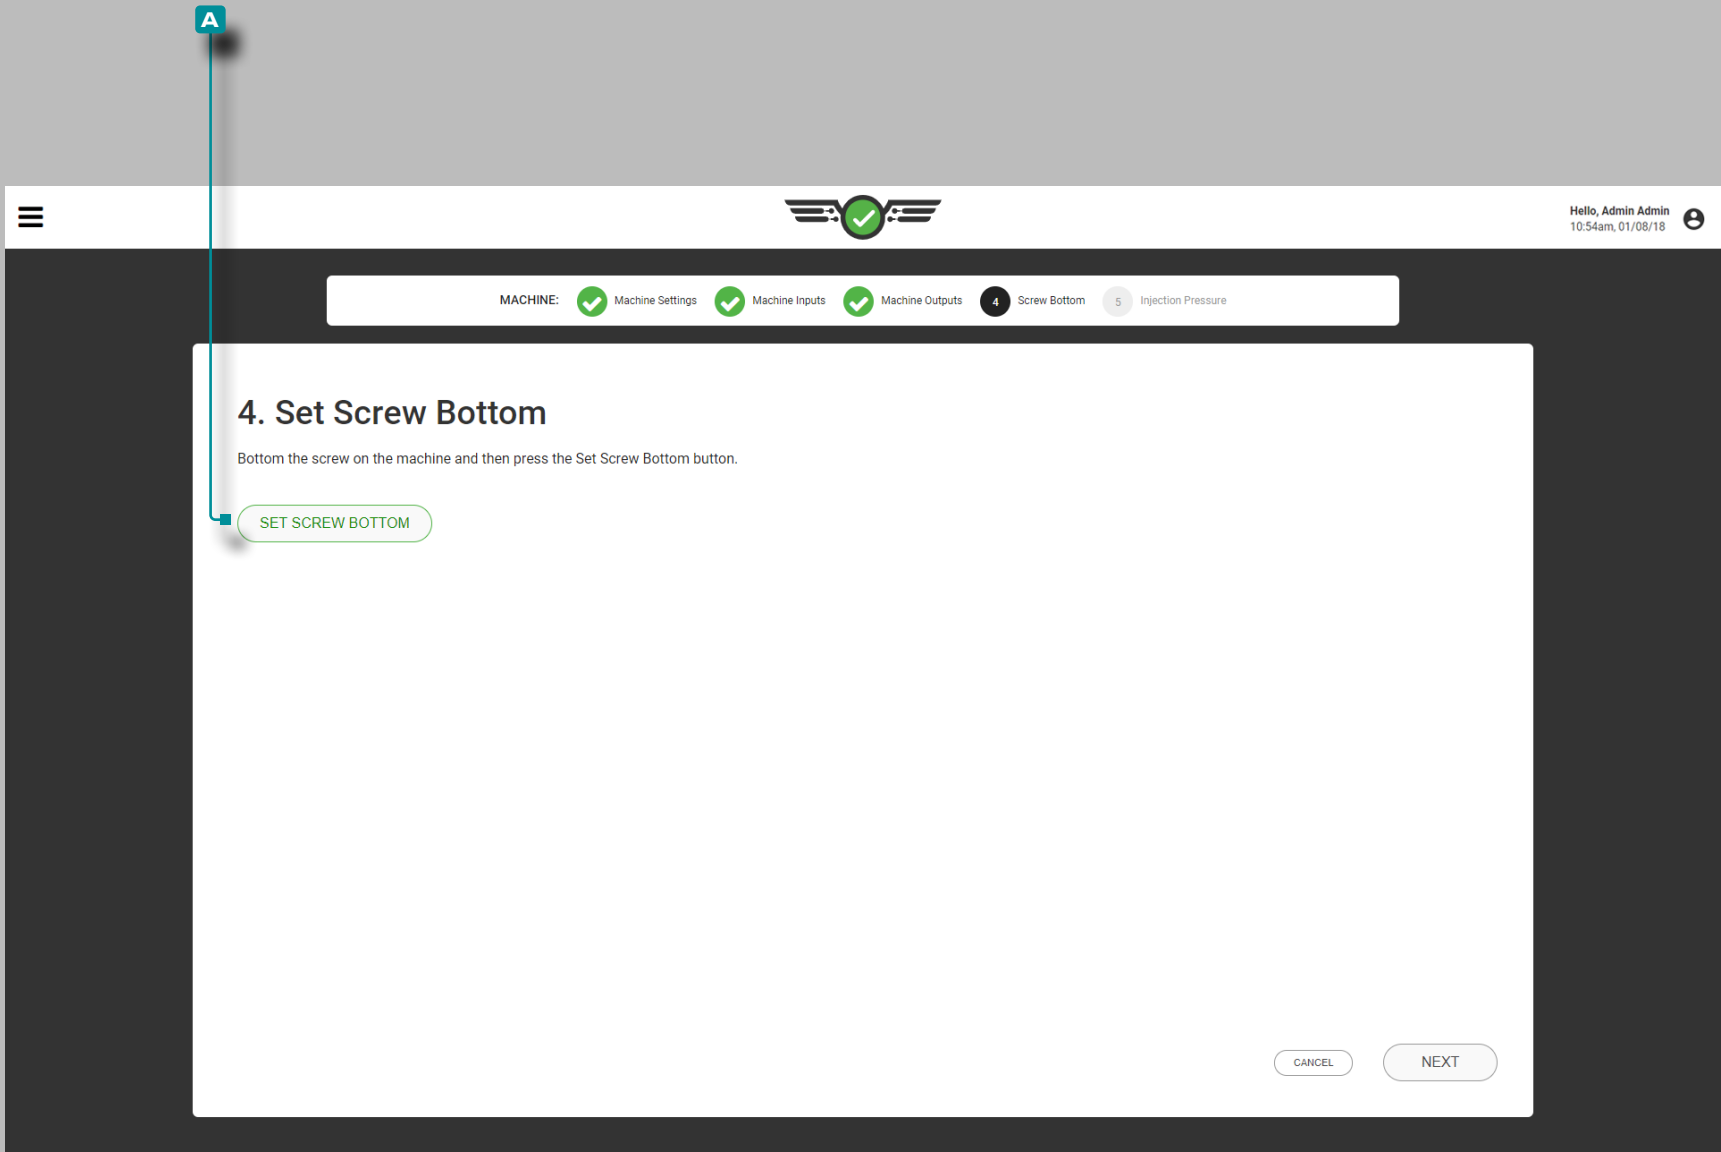 A
Hello, Admin Admin
10:54am, 01/08/18
MACHINE: Machine Settings Machine Inputs Machine Outputs 4 Screw Bottom 5 Injection Pressure
4. Set Screw Bottom
Bottom the screw on the machine and then press the Set Screw Bottom button.
SET SCREW BOTTOM
CANCEL NEXT